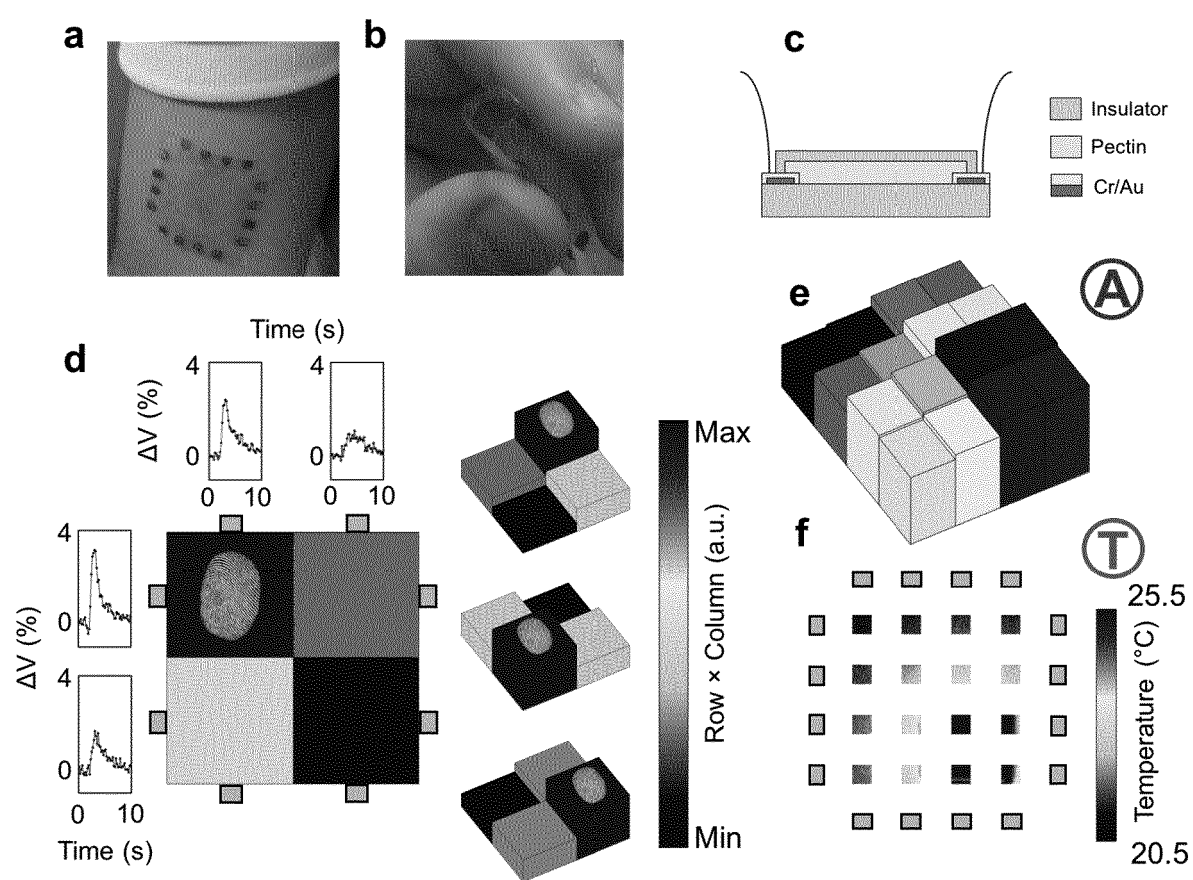 a
b
c
Insulator
Pectin
Cr/Au
e
A
Time (s)
d
4
4
ΔV (%)
0
0
0
10
0
10
Max
Row × Column (a.u.)
Min
4
ΔV (%)
0
4
0
0
10
Time (s)
f
T
25.5
Temperature (°C)
20.5